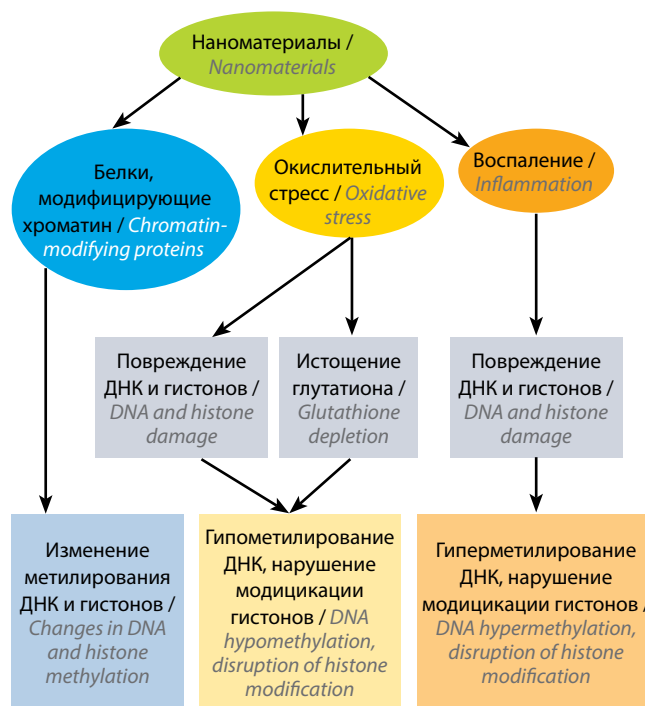 Наноматериалы /
Nanomaterials
Белки,
модифицирующие
хроматин / Chromatin-
modifying proteins
Окислительный
стресс / Oxidative
stress
Воспаление /
Inflammation
Повреждение
ДНК и гистонов /
DNA and histone
damage
Истощение
глутатиона /
Glutathione
depletion
Повреждение
ДНК и гистонов /
DNA and histone
damage
Изменение
метилирования
ДНК и гистонов /
Changes in DNA
and histone
methylation
Гипометилирование
ДНК, нарушение
модицикации
гистонов / DNA
hypomethylation,
disruption of histone
modification
Гиперметилирование
ДНК, нарушение
модицикации гистонов /
DNA hypermethylation,
disruption of histone
modification